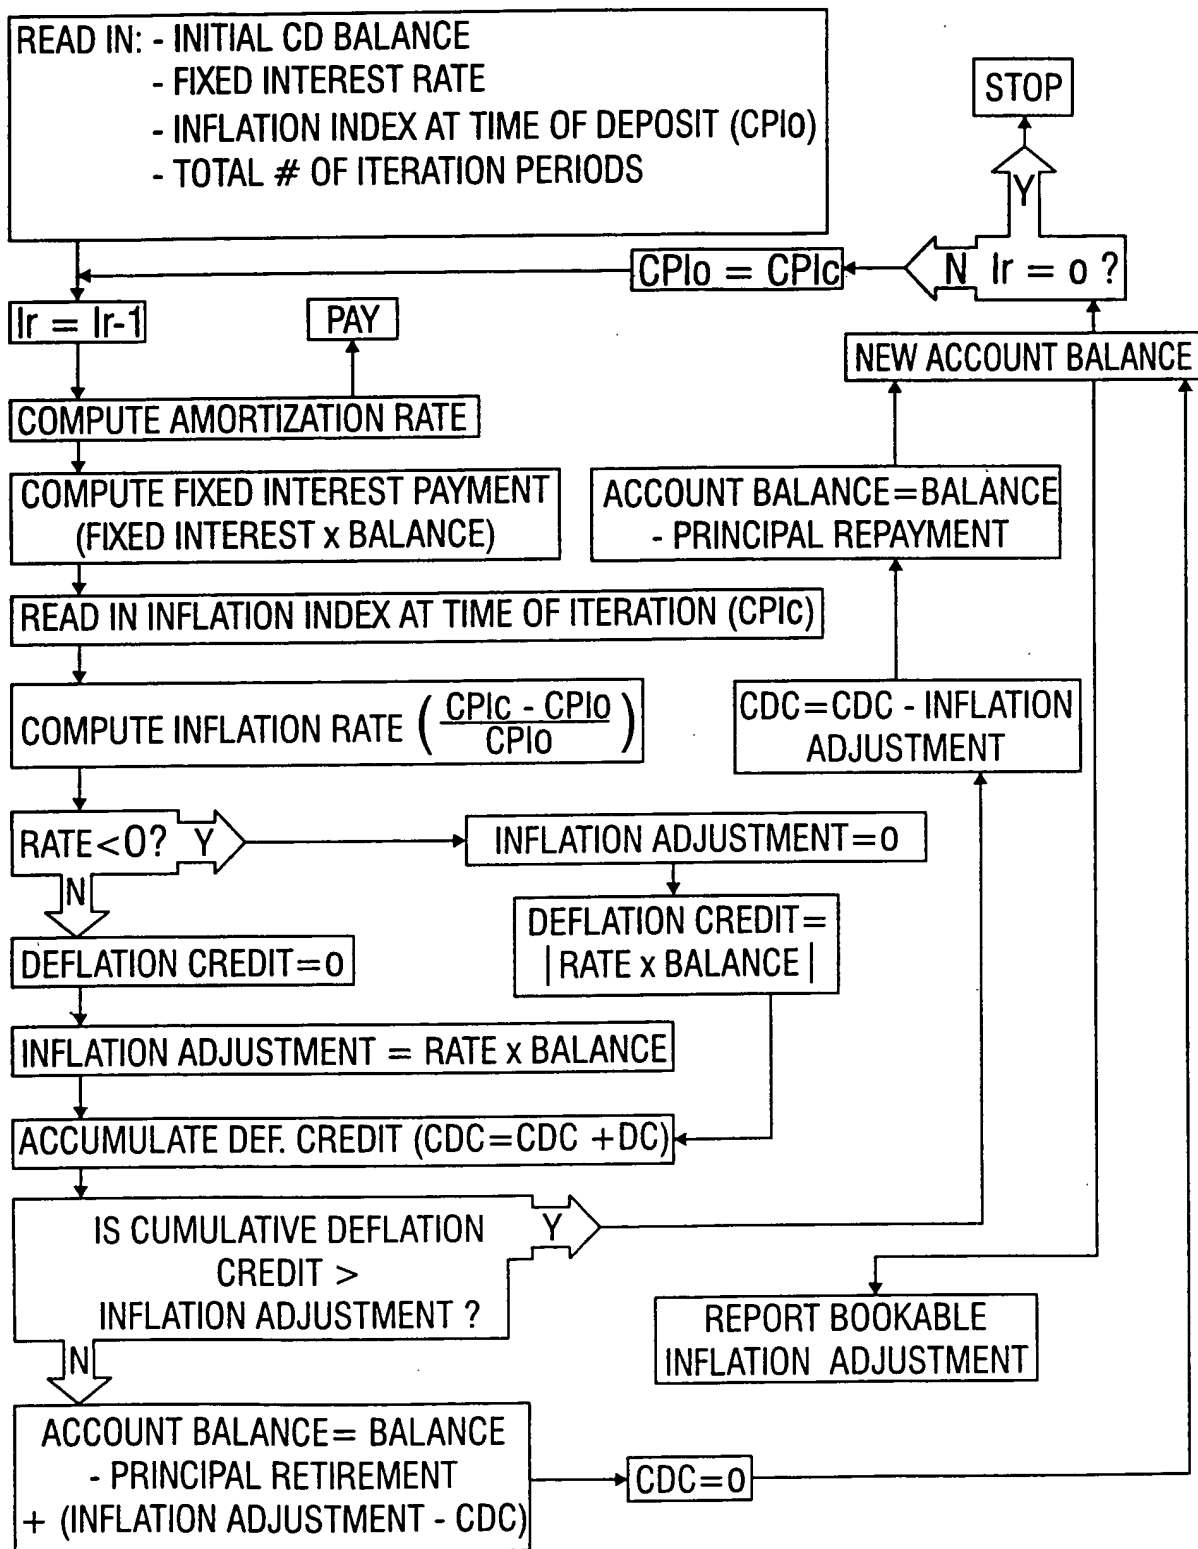 READ IN: - INITIAL CD BALANCE
- FIXED INTEREST RATE
- INFLATION INDEX AT TIME OF DEPOSIT (CPIo)
- TOTAL # OF ITERATION PERIODS
STOP
Y
CPIo = CPIc
N
Ir = o ?
Ir = Ir-1
PAY
NEW ACCOUNT BALANCE
COMPUTE AMORTIZATION RATE
COMPUTE FIXED INTEREST PAYMENT
(FIXED INTEREST x BALANCE)
ACCOUNT BALANCE=BALANCE
- PRINCIPAL REPAYMENT
READ IN INFLATION INDEX AT TIME OF ITERATION (CPIc)
COMPUTE INFLATION RATE (CPIc - CPIo / CPIo)
CDC=CDC - INFLATION
ADJUSTMENT
RATE<0?
Y
INFLATION ADJUSTMENT=o
N
DEFLATION CREDIT=
|RATE x BALANCE|
DEFLATION CREDIT=o
INFLATION ADJUSTMENT = RATE x BALANCE
ACCUMULATE DEF. CREDIT (CDC=CDC +DC)
IS CUMULATIVE DEFLATION
CREDIT >
INFLATION ADJUSTMENT ?
Y
N
REPORT BOOKABLE
INFLATION ADJUSTMENT
ACCOUNT BALANCE= BALANCE
- PRINCIPAL RETIREMENT
+ (INFLATION ADJUSTMENT - CDC)
CDC=o